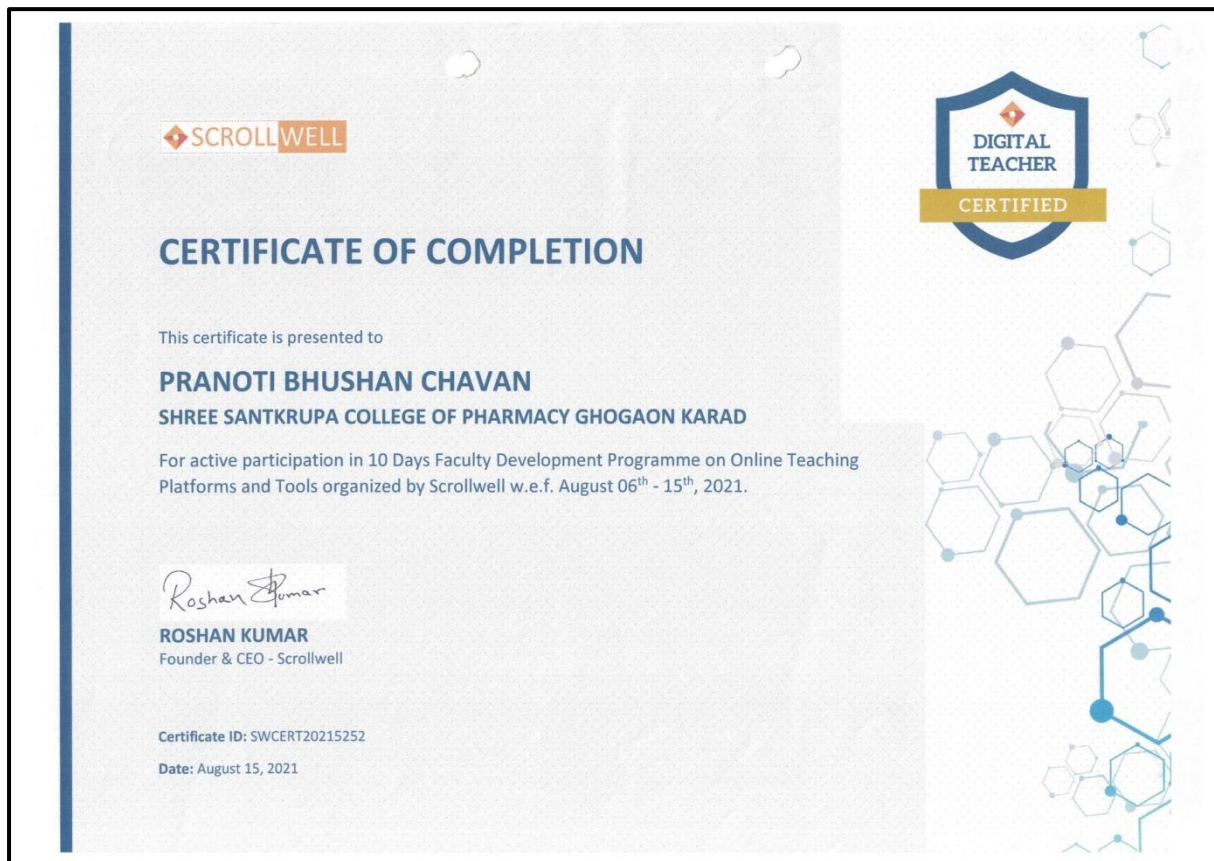 SCROLLWELL
DIGITAL
TEACHER
CERTIFIED
CERTIFICATE OF COMPLETION
This certificate is presented to
PRANOTI BHUSHAN CHAVAN
SHREE SANTKRUPA COLLEGE OF PHARMACY GHOGAON KARAD
For active participation in 10 Days Faculty Development Programme on Online Teaching
Platforms and Tools organized by Scrollwell w.e.f. August 06th - 15th, 2021.
Roshan Kumar
ROSHAN KUMAR
Founder & CEO - Scrollwell
Certificate ID: SWCERT20215252
Date: August 15, 2021